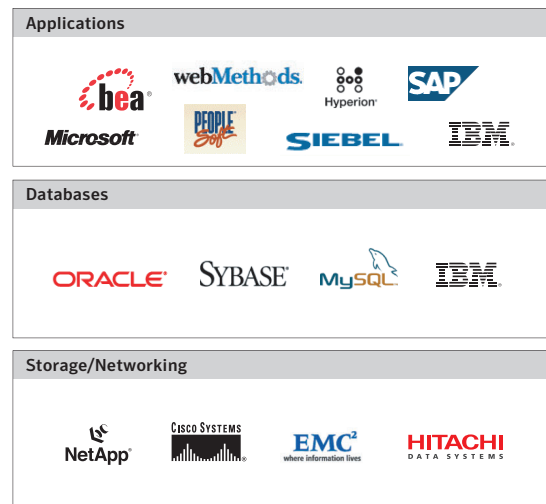 Applications
bea
webMethods.
Hyperion
SAP
Microsoft
PEOPLE
Soft
SIEBEL
IBM
Databases
ORACLE
SYBASE
MySQL
IBM
Storage/Networking
NetApp
CISCO SYSTEMS
EMC²
where information lives
HITACHI
DATA SYSTEMS